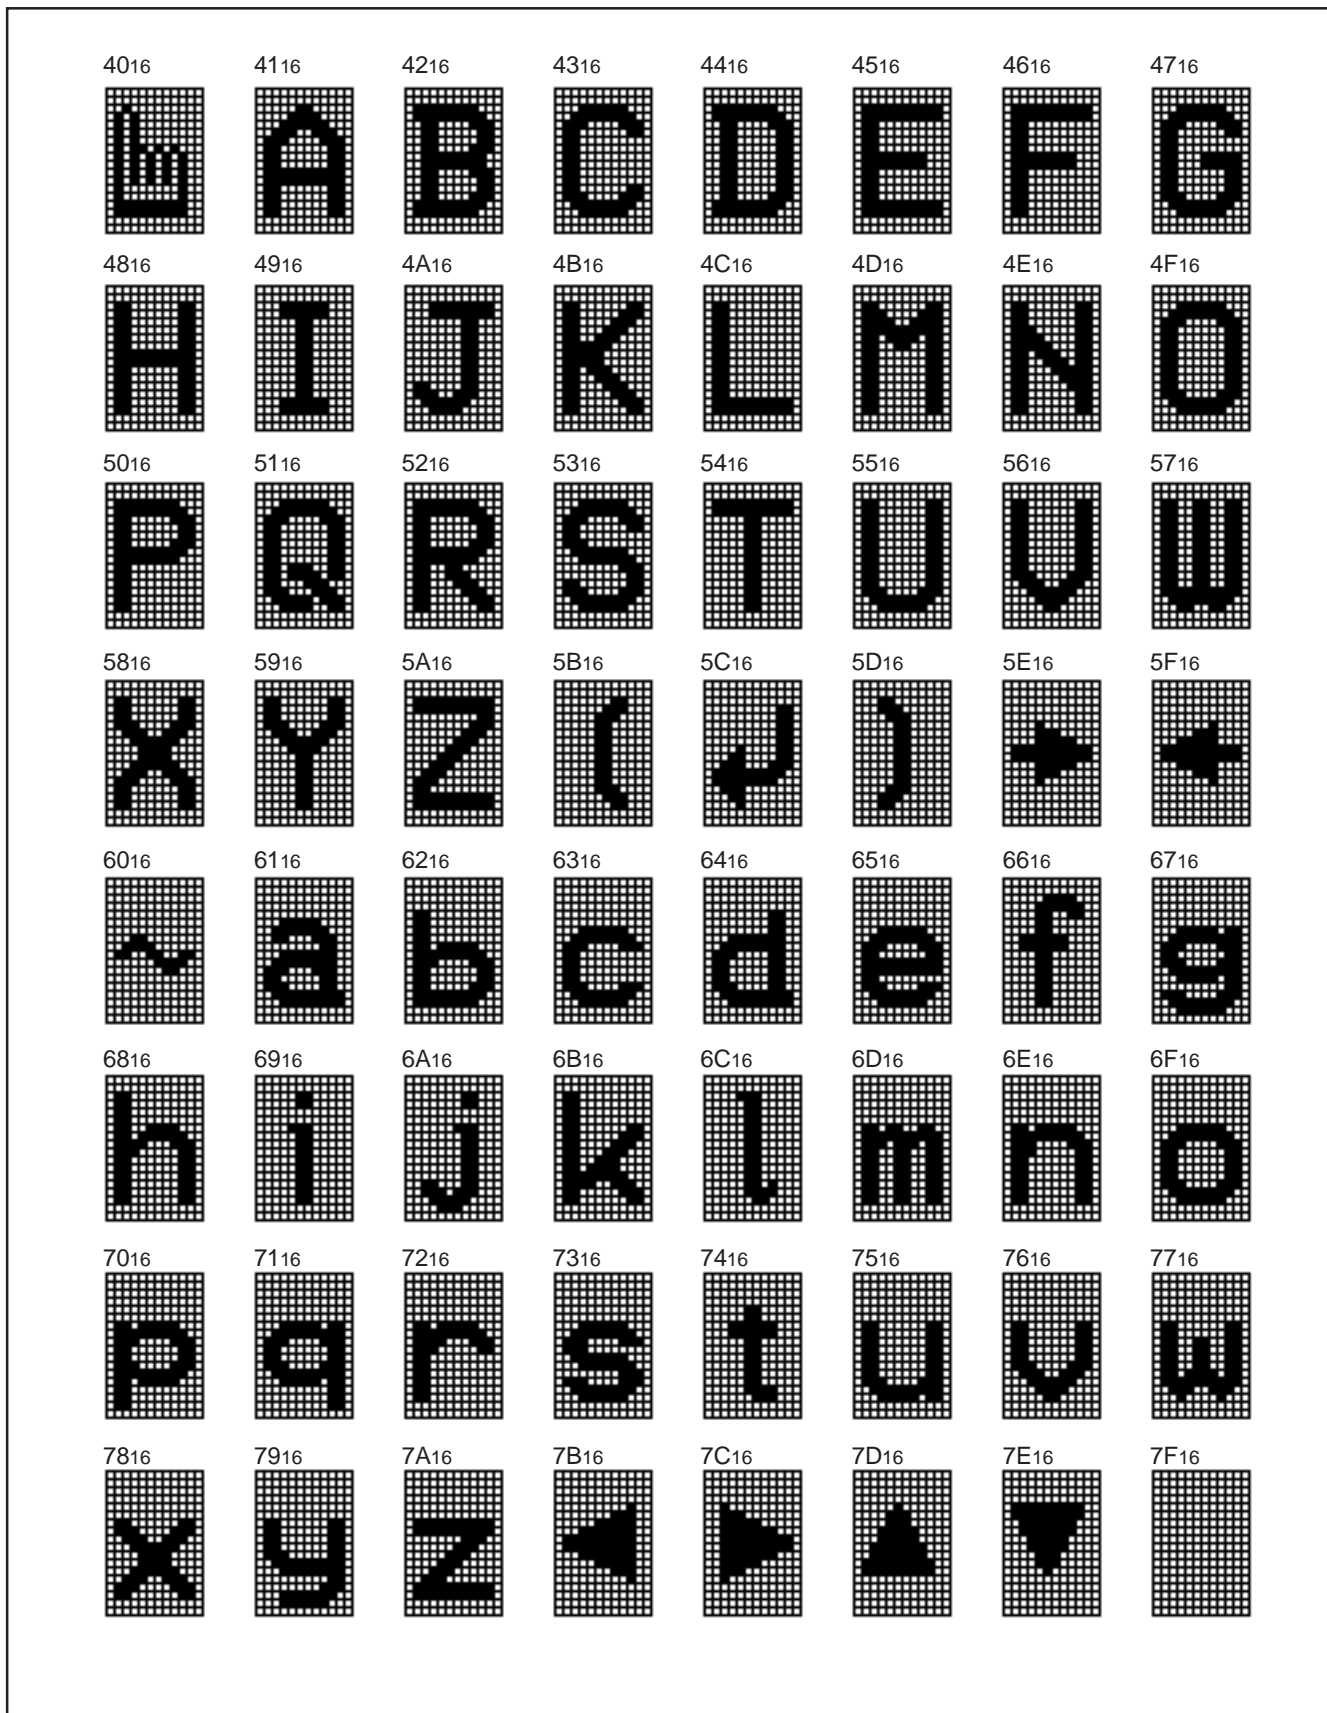 4016 4116 4216 4316 4416 4516 4616 4716
A B C D E F G
4816 4916 4A16 4B16 4C16 4D16 4E16 4F16
H I J K L M N O
5016 5116 5216 5316 5416 5516 5616 5716
P Q R S T U V W
5816 5916 5A16 5B16 5C16 5D16 5E16 5F16
X Y Z ( ↲ ) → ←
6016 6116 6216 6316 6416 6516 6616 6716
~ a b c d e f g
6816 6916 6A16 6B16 6C16 6D16 6E16 6F16
h i j k l m n o
7016 7116 7216 7316 7416 7516 7616 7716
p q r s t u v w
7816 7916 7A16 7B16 7C16 7D16 7E16 7F16
x y z ◀ ▶ ▲ ▼